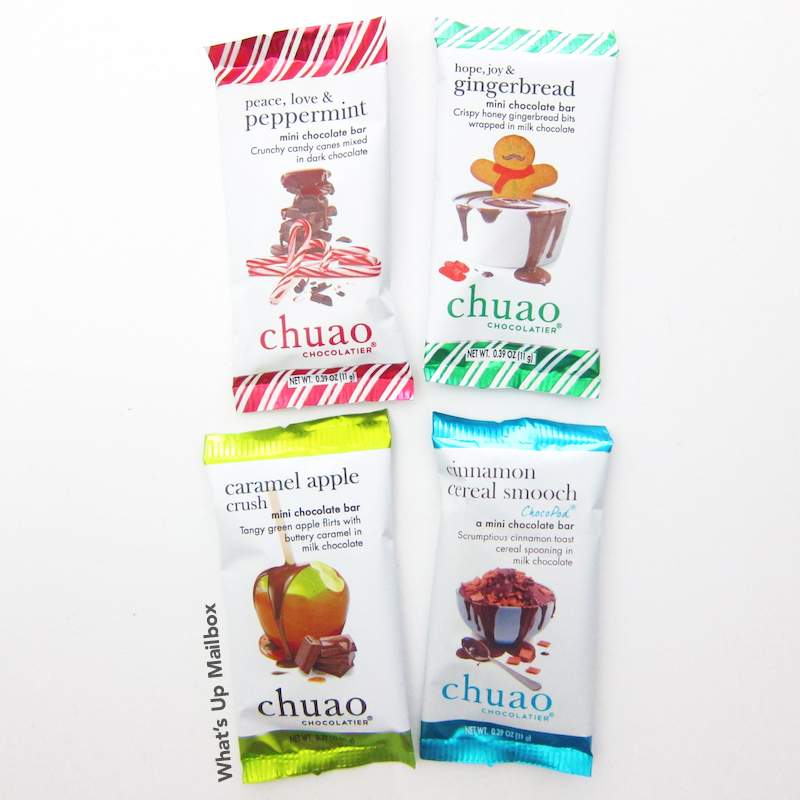 peace, love &
peppermint
mini chocolate bar
Crunchy candy canes mixed
in dark chocolate
chuao
CHOCOLATIER®
NET WT. 0.39 OZ (11 g)
hope, joy &
gingerbread
mini chocolate bar
Crispy honey gingerbread bits
wrapped in milk chocolate
chuao
CHOCOLATIER®
NET WT. 0.39 OZ (11 g)
caramel apple
crush
mini chocolate bar
Tangy green apple flirts with
buttery caramel in
milk chocolate
chuao
CHOCOLATIER®
NET WT. 0.39 OZ (11 g)
cinnamon
cereal smooch
ChocoPod®
a mini chocolate bar
Scrumptious cinnamon toast
cereal spooning in
milk chocolate
chuao
CHOCOLATIER®
NET WT. 0.39 OZ (11 g)
What's Up Mailbox